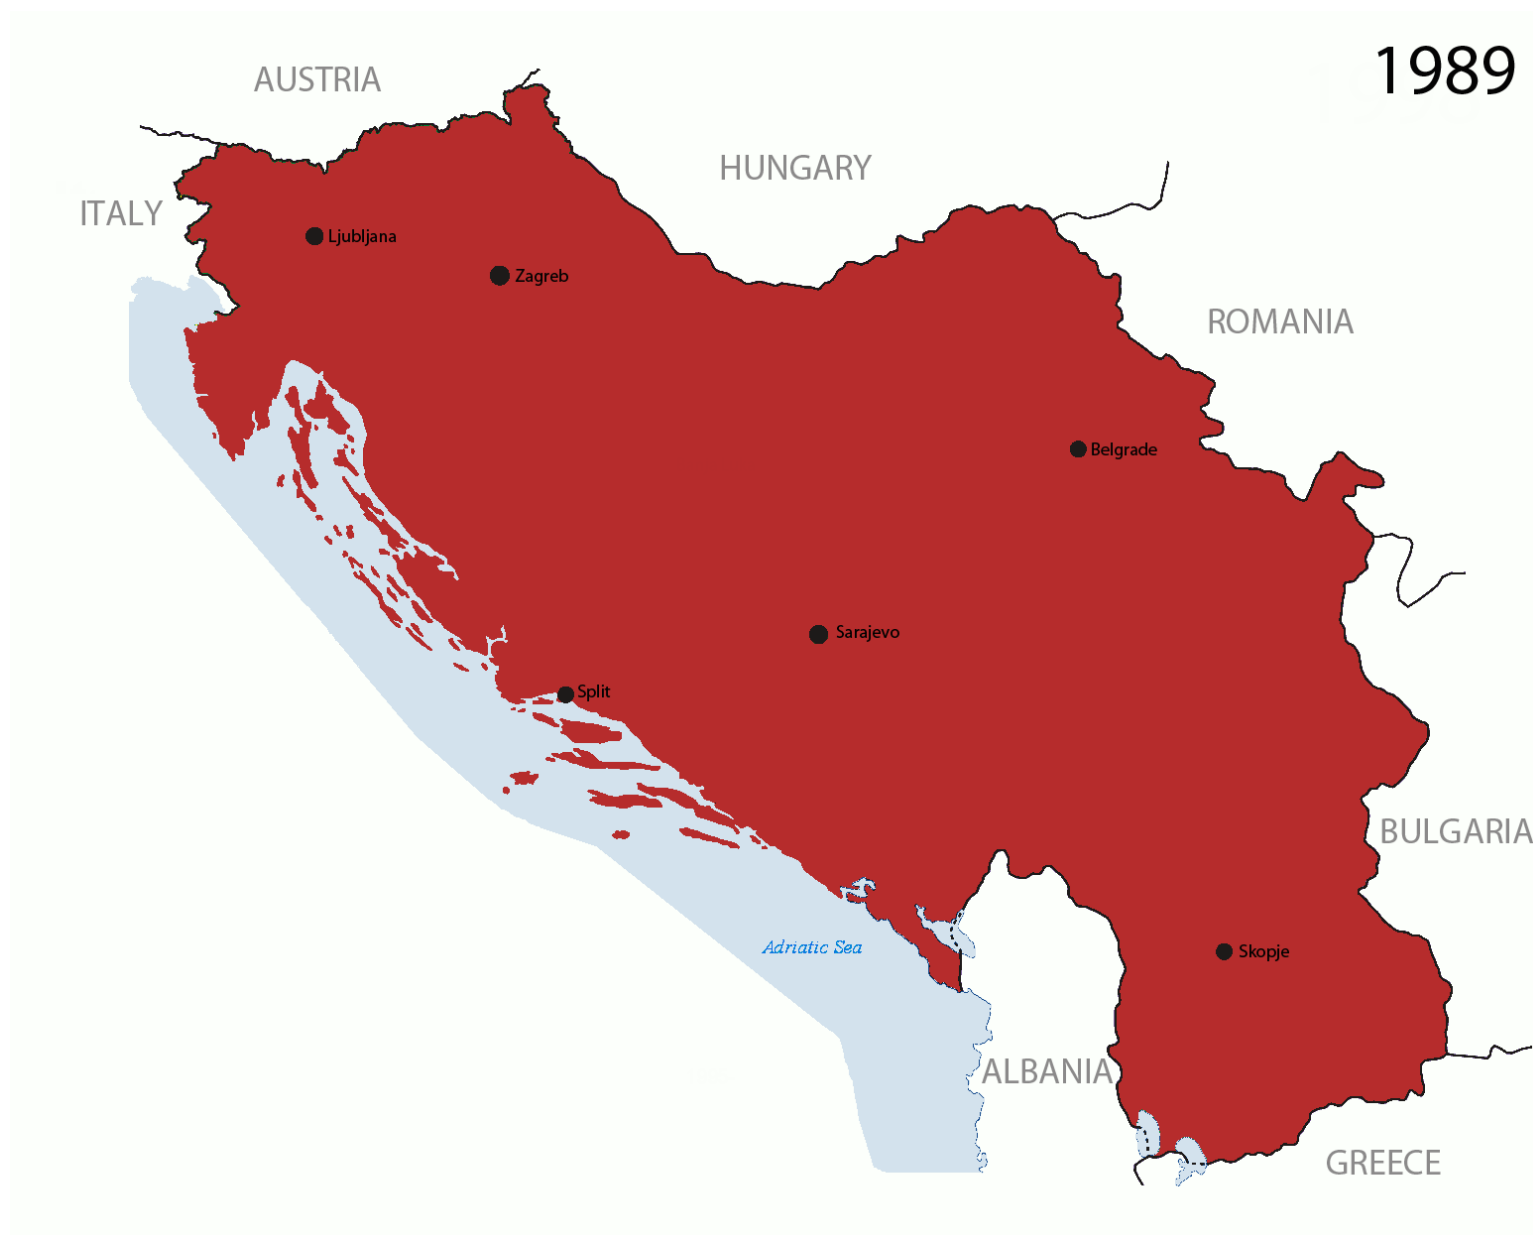 1989
AUSTRIA
HUNGARY
ITALY
Ljubljana
Zagreb
ROMANIA
Belgrade
Sarajevo
Split
BULGARIA
Adriatic Sea
Skopje
ALBANIA
GREECE